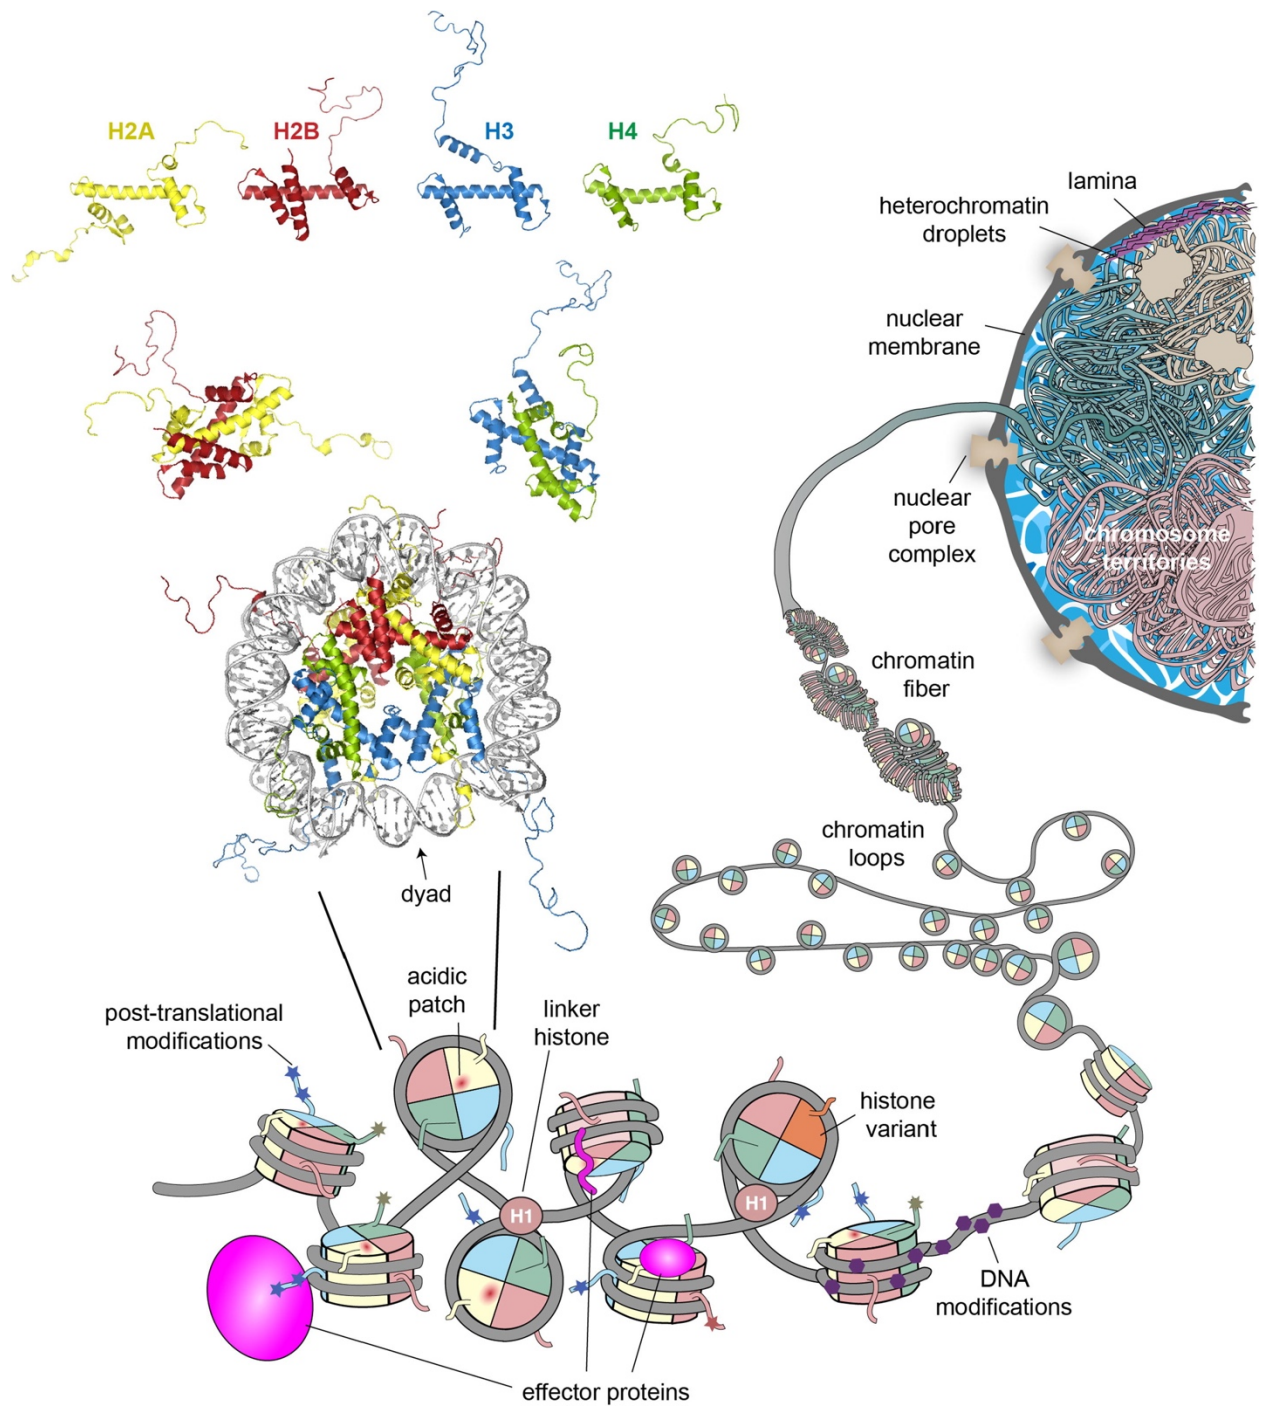 H2A
H2B
H3
H4
lamina
heterochromatin
droplets
nuclear
membrane
nuclear
pore
complex
chromosome
territories
chromatin
fiber
chromatin
loops
dyad
acidic
patch
post-translational
modifications
linker
histone
histone
variant
H1
H1
DNA
modifications
effector proteins